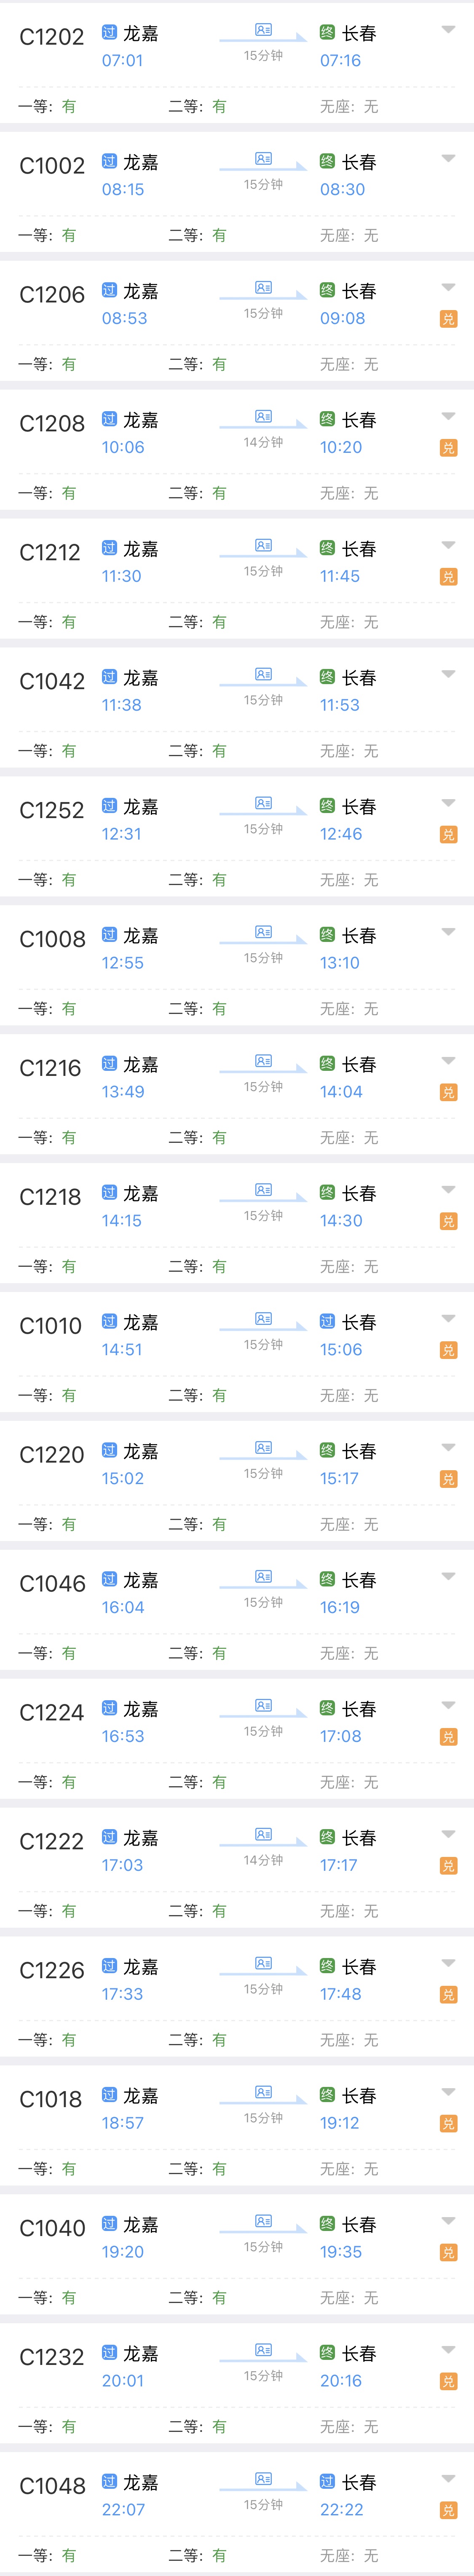 C1202 过 龙嘉 终 长春
07:01 15分钟 07:16
一等: 有 二等: 有 无座: 无
C1002 过 龙嘉 终 长春
08:15 15分钟 08:30
一等: 有 二等: 有 无座: 无
C1206 过 龙嘉 终 长春
08:53 15分钟 09:08 兑
一等: 有 二等: 有 无座: 无
C1208 过 龙嘉 终 长春
10:06 14分钟 10:20 兑
一等: 有 二等: 有 无座: 无
C1212 过 龙嘉 终 长春
11:30 15分钟 11:45 兑
一等: 有 二等: 有 无座: 无
C1042 过 龙嘉 终 长春
11:38 15分钟 11:53
一等: 有 二等: 有 无座: 无
C1252 过 龙嘉 终 长春
12:31 15分钟 12:46 兑
一等: 有 二等: 有 无座: 无
C1008 过 龙嘉 终 长春
12:55 15分钟 13:10
一等: 有 二等: 有 无座: 无
C1216 过 龙嘉 终 长春
13:49 15分钟 14:04 兑
一等: 有 二等: 有 无座: 无
C1218 过 龙嘉 终 长春
14:15 15分钟 14:30 兑
一等: 有 二等: 有 无座: 无
C1010 过 龙嘉 过 长春
14:51 15分钟 15:06 兑
一等: 有 二等: 有 无座: 无
C1220 过 龙嘉 终 长春
15:02 15分钟 15:17 兑
一等: 有 二等: 有 无座: 无
C1046 过 龙嘉 终 长春
16:04 15分钟 16:19
一等: 有 二等: 有 无座: 无
C1224 过 龙嘉 终 长春
16:53 15分钟 17:08 兑
一等: 有 二等: 有 无座: 无
C1222 过 龙嘉 终 长春
17:03 14分钟 17:17 兑
一等: 有 二等: 有 无座: 无
C1226 过 龙嘉 终 长春
17:33 15分钟 17:48 兑
一等: 有 二等: 有 无座: 无
C1018 过 龙嘉 终 长春
18:57 15分钟 19:12 兑
一等: 有 二等: 有 无座: 无
C1040 过 龙嘉 终 长春
19:20 15分钟 19:35 兑
一等: 有 二等: 有 无座: 无
C1232 过 龙嘉 终 长春
20:01 15分钟 20:16 兑
一等: 有 二等: 有 无座: 无
C1048 过 龙嘉 过 长春
22:07 15分钟 22:22 兑
一等: 有 二等: 有 无座: 无